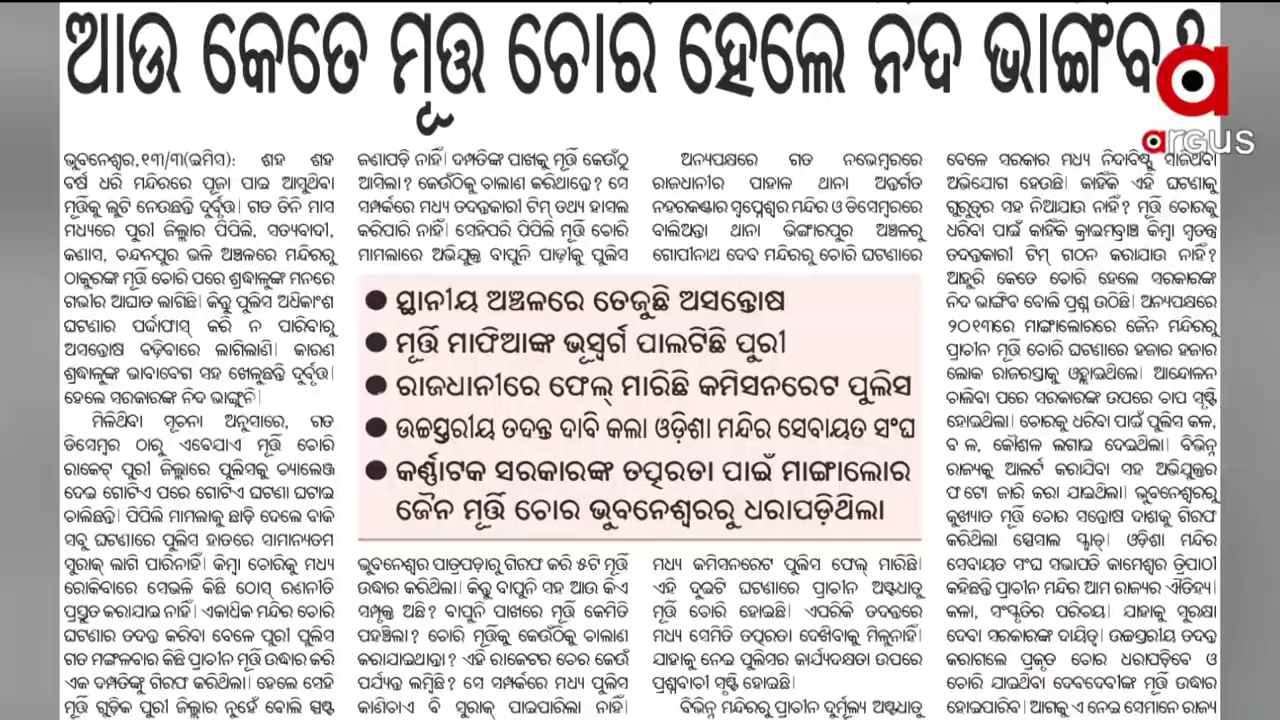 ଆଉ କେତେ ମୂର୍ତ୍ତି ଚୋରି ହେଲେ ନିଦ ଭାଙ୍ଗିବ?
argus
ଭୁବନେଶ୍ୱର,୧୩/୩(ଇମିସ): ଶହ ଶହ
ବର୍ଷ ଧରି ମନ୍ଦିରରେ ପୂଜା ପାଇ ଆସୁଥିବା
ମୂର୍ତ୍ତିକୁ ଲୁଟି ନେଉଛନ୍ତି ଦୁର୍ବୃତ୍ତ। ଗତ ତିନି ମାସ
ମଧ୍ୟରେ ପୁରୀ ଜିଲ୍ଲାର ପିପିଲି, ସତ୍ୟବାଦୀ,
କଣାସ, ଚନ୍ଦନପୁର ଭଳି ଅଞ୍ଚଳରେ ମନ୍ଦିରରୁ
ଠାକୁରଙ୍କ ମୂର୍ତ୍ତି ଚୋରି ପରେ ଶ୍ରଦ୍ଧାଳୁଙ୍କ ମନରେ
ଗଭୀର ଆଘାତ ଲାଗିଛି। କିନ୍ତୁ ପୁଲିସ ଅଧିକାଂଶ
ଘଟଣାର ପର୍ଦ୍ଦାଫାସ୍ କରି ନ ପାରିବାରୁ
ଅସନ୍ତୋଷ ବଢ଼ିବାରେ ଲାଗିଲାଣି। କାରଣ
ଶ୍ରଦ୍ଧାଳୁଙ୍କ ଭାବାବେଗ ସହ ଖେଳୁଛନ୍ତି ଦୁର୍ବୃତ୍ତ।
ହେଲେ ସରକାରଙ୍କ ନିଦ ଭାଙ୍ଗୁନି।
ମିଳିଥିବା ସୂଚନା ଅନୁସାରେ, ଗତ
ଡିସେମ୍ବର ଠାରୁ ଏବେଯାଏ ମୂର୍ତ୍ତି ଚୋରି
ରାକେଟ୍ ପୁରୀ ଜିଲ୍ଲାରେ ପୁଲିସକୁ ଚ୍ୟାଲେଞ୍ଜ
ଦେଇ ଗୋଟିଏ ପରେ ଗୋଟିଏ ଘଟଣା ଘଟାଇ
ଚାଲିଛନ୍ତି। ପିପିଲି ମାମଲାକୁ ଛାଡ଼ି ଦେଲେ ବାକି
ସବୁ ଘଟଣାରେ ପୁଲିସ ହାତରେ ସାମାନ୍ୟତମ
ସୁରାକ୍ ଲାଗି ପାରିନାହିଁ। କିମ୍ବା ଚୋରିକୁ ମଧ୍ୟ
ରୋକିବାରେ ସେଭଳି କିଛି ଠୋସ୍ ରଣନୀତି
ପ୍ରସ୍ତୁତ କରାଯାଇ ନାହିଁ। ଏକାଧିକ ମନ୍ଦିର ଚୋରି
ଘଟଣାର ତଦନ୍ତ କରିବା ବେଳେ ପୁରୀ ପୁଲିସ
ଗତ ମଙ୍ଗଳବାର କିଛି ପ୍ରାଚୀନ ମୂର୍ତ୍ତି ଉଦ୍ଧାର କରି
ଏକ ଦମ୍ପତିଙ୍କୁ ଗିରଫ କରିଥିଲା। ହେଲେ ସେହି
ମୂର୍ତ୍ତି ଗୁଡ଼ିକ ପୁରୀ ଜିଲ୍ଲାର ନୁହେଁ ବୋଲି ସ୍ପଷ୍ଟ
ଜଣାପଡ଼ି ନାହିଁ। ଦମ୍ପତିଙ୍କ ପାଖକୁ ମୂର୍ତ୍ତି କେଉଁଠୁ
ଆସିଲା? କେଉଁଠିକୁ ଚାଲାଣ କରିଥାନ୍ତେ? ସେ
ସମ୍ପର୍କରେ ମଧ୍ୟ ତଦନ୍ତକାରୀ ଟିମ୍ ତଥ୍ୟ ହାସଲ
କରିପାରି ନାହିଁ। ସେହିପରି ପିପିଲି ମୂର୍ତ୍ତି ଚୋରି
ମାମଲାରେ ଅଭିଯୁକ୍ତ ବାପୁନି ପାଢ଼ୀକୁ ପୁଲିସ
● ସ୍ଥାନୀୟ ଅଞ୍ଚଳରେ ତେଜୁଛି ଅସନ୍ତୋଷ
● ମୂର୍ତ୍ତି ମାଫିଆଙ୍କ ଭୂସ୍ୱର୍ଗ ପାଲଟିଛି ପୁରୀ
● ରାଜଧାନୀରେ ଫେଲ୍ ମାରିଛି କମିସନରେଟ ପୁଲିସ
● ଉଚ୍ଚସ୍ତରୀୟ ତଦନ୍ତ ଦାବି କଲା ଓଡ଼ିଶା ମନ୍ଦିର ସେବାୟତ ସଂଘ
● କର୍ଣ୍ଣାଟକ ସରକାରଙ୍କ ତତ୍ପରତା ପାଇଁ ମାଙ୍ଗାଲୋର
ଜୈନ ମୂର୍ତ୍ତି ଚୋର ଭୁବନେଶ୍ୱରରୁ ଧରାପଡ଼ିଥିଲା
ଭୁବନେଶ୍ୱର ପାତ୍ରପଡ଼ାରୁ ଗିରଫ କରି ୫ଟି ମୂର୍ତ୍ତି
ଉଦ୍ଧାର କରିଥିଲା। କିନ୍ତୁ ବାପୁନି ସହ ଆଉ କିଏ
ସମ୍ପୃକ୍ତ ଅଛି? ବାପୁନି ପାଖରେ ମୂର୍ତ୍ତି କେମିତି
ପହଞ୍ଚିଲା? ଚୋରି ମୂର୍ତ୍ତିକୁ କେଉଁଠିକୁ ଚାଲାଣ
କରାଯାଇଥାନ୍ତା? ଏହି ରାକେଟର ଚେର କେଉଁ
ପର୍ଯ୍ୟନ୍ତ ଲମ୍ବିଛି? ସେ ସମ୍ପର୍କରେ ମଧ୍ୟ ପୁଲିସ
କାଣିଚାଏ ବି ସୁରାକ୍ ପାଇପାରିଲା ନାହିଁ।
ଅନ୍ୟପକ୍ଷରେ ଗତ ନଭେମ୍ବରରେ
ରାଜଧାନୀର ପାହାଳ ଥାନା ଅନ୍ତର୍ଗତ
ନହରକଣ୍ଟାର ସ୍ୱପ୍ନେଶ୍ୱର ମନ୍ଦିର ଓ ଡିସେମ୍ବରରେ
ବାଲିଅନ୍ତା ଥାନା ଭିଙ୍ଗାରପୁର ଅଞ୍ଚଳରୁ
ଗୋପୀନାଥ ଦେବ ମନ୍ଦିରରୁ ଚୋରି ଘଟଣାରେ
ମଧ୍ୟ କମିସନରେଟ ପୁଲିସ ଫେଲ୍ ମାରିଛି।
ଏହି ଦୁଇଟି ଘଟଣାରେ ପ୍ରାଚୀନ ଅଷ୍ଟଧାତୁ
ମୂର୍ତ୍ତି ଚୋରି ହୋଇଛି। ଏପରିକି ତଦନ୍ତରେ
ମଧ୍ୟ ସେମିତି ତତ୍ପରତା ଦେଖିବାକୁ ମିଳୁନାହିଁ।
ଯାହାକୁ ନେଇ ପୁଲିସର କାର୍ଯ୍ୟଦକ୍ଷତା ଉପରେ
ପ୍ରଶ୍ନବାଚୀ ସୃଷ୍ଟି ହୋଇଛି।
ବିଭିନ୍ନ ମନ୍ଦିରରୁ ପ୍ରାଚୀନ ଦୁର୍ମୂଲ୍ୟ ଅଷ୍ଟଧାତୁ
ବେଳେ ସରକାର ମଧ୍ୟ ନିଦାବିଷ୍ଟ ସାଜିଥିବା
ଅଭିଯୋଗ ହେଉଛି। କାହିଁକି ଏହି ଘଟଣାକୁ
ଗୁରୁତ୍ୱର ସହ ନିଆଯାଉ ନାହିଁ? ମୂର୍ତ୍ତି ଚୋରକୁ
ଧରିବା ପାଇଁ କାହିଁକି କ୍ରାଇମବ୍ରାଞ୍ଚ କିମ୍ବା ସ୍ୱତନ୍ତ୍ର
ତଦନ୍ତକାରୀ ଟିମ୍ ଗଠନ କରାଯାଉ ନାହିଁ?
ଆହୁରି କେତେ ଚୋରି ହେଲେ ସରକାରଙ୍କ
ନିଦ ଭାଙ୍ଗିବ ବୋଲି ପ୍ରଶ୍ନ ଉଠିଛି। ଅନ୍ୟପକ୍ଷରେ
୨୦୧୩ରେ ମାଙ୍ଗାଲୋରରେ ଜୈନ ମନ୍ଦିରରୁ
ପ୍ରାଚୀନ ମୂର୍ତ୍ତି ଚୋରି ଘଟଣାରେ ହଜାର ହଜାର
ଲୋକ ରାଜରାସ୍ତାକୁ ଓହ୍ଲାଇଥିଲେ। ଆନ୍ଦୋଳନ
ଚାଲିବା ପରେ ସରକାରଙ୍କ ଉପରେ ଚାପ ସୃଷ୍ଟି
ହୋଇଥିଲା। ଚୋରକୁ ଧରିବା ପାଇଁ ପୁଲିସ କଳ,
ବଳ, କୌଶଳ ଲଗାଇ ଦେଇଥିଲା। ବିଭିନ୍ନ
ରାଜ୍ୟକୁ ଆଲର୍ଟ କରାଯିବା ସହ ଅଭିଯୁକ୍ତର
ଫଟୋ ଜାରି କରା ଯାଇଥିଲା। ଭୁବନେଶ୍ୱରରୁ
କୁଖ୍ୟାତ ମୂର୍ତ୍ତି ଚୋର ସନ୍ତୋଷ ଦାଶକୁ ଗିରଫ
କରିଥିଲା ସ୍ପେସାଲ ସ୍କ୍ୱାଡ୍। ଓଡ଼ିଶା ମନ୍ଦିର
ସେବାୟତ ସଂଘ ସଭାପତି କାମେଶ୍ୱର ତ୍ରିପାଠୀ
କହିଛନ୍ତି ପ୍ରାଚୀନ ମନ୍ଦିର ଆମ ରାଜ୍ୟର ଐତିହ୍ୟ।
କଳା, ସଂସ୍କୃତିର ପରିଚୟ। ଯାହାକୁ ସୁରକ୍ଷା
ଦେବା ସରକାରଙ୍କ ଦାୟିତ୍ୱ। ଉଚ୍ଚସ୍ତରୀୟ ତଦନ୍ତ
କରାଗଲେ ପ୍ରକୃତ ଚୋର ଧରାପଡ଼ିବେ ଓ
ଚୋରି ଯାଇଥିବା ଦେବଦେବୀଙ୍କ ମୂର୍ତ୍ତି ଉଦ୍ଧାର
ହୋଇପାରିବ। ଆଗକୁ ଏ ନେଇ ସେମାନେ ରାଜ୍ୟ